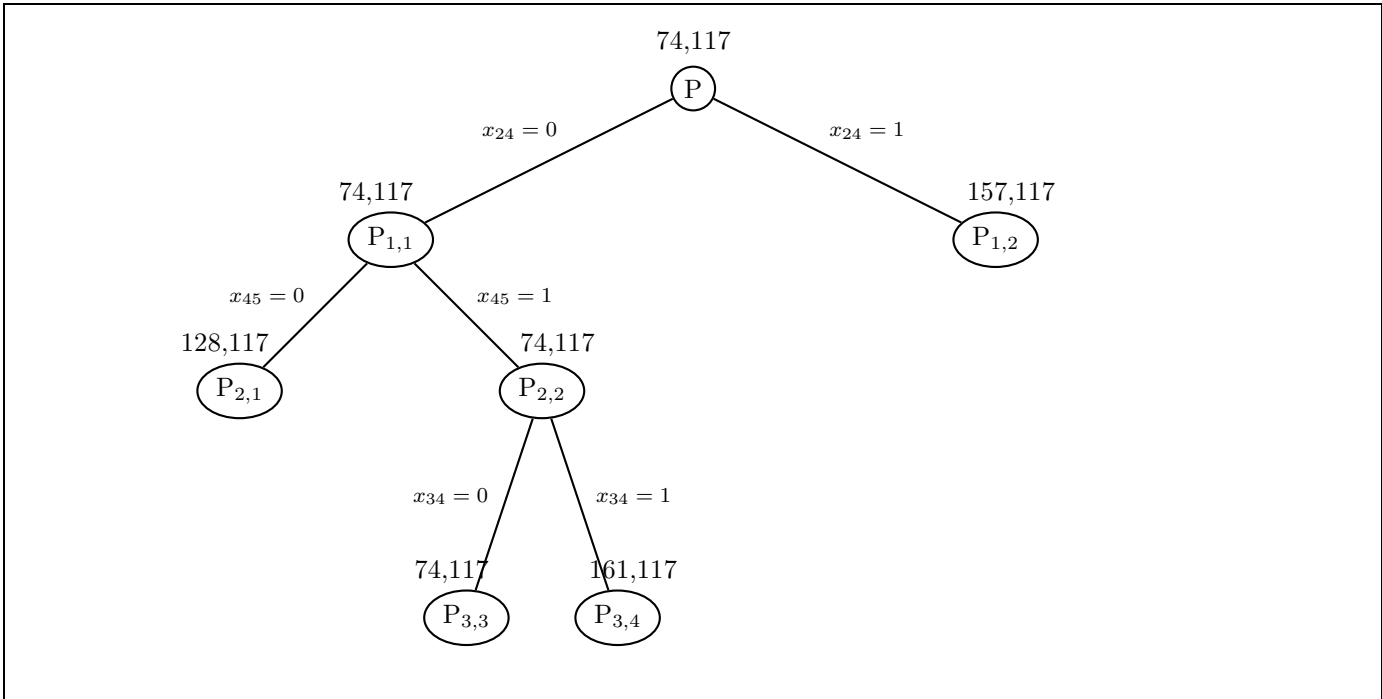 74,117
P
x₂₄ = 0
x₂₄ = 1
74,117
157,117
P₁,₁
P₁,₂
x₄₅ = 0
x₄₅ = 1
128,117
74,117
P₂,₁
P₂,₂
x₃₄ = 0
x₃₄ = 1
74,117
161,117
P₃,₃
P₃,₄